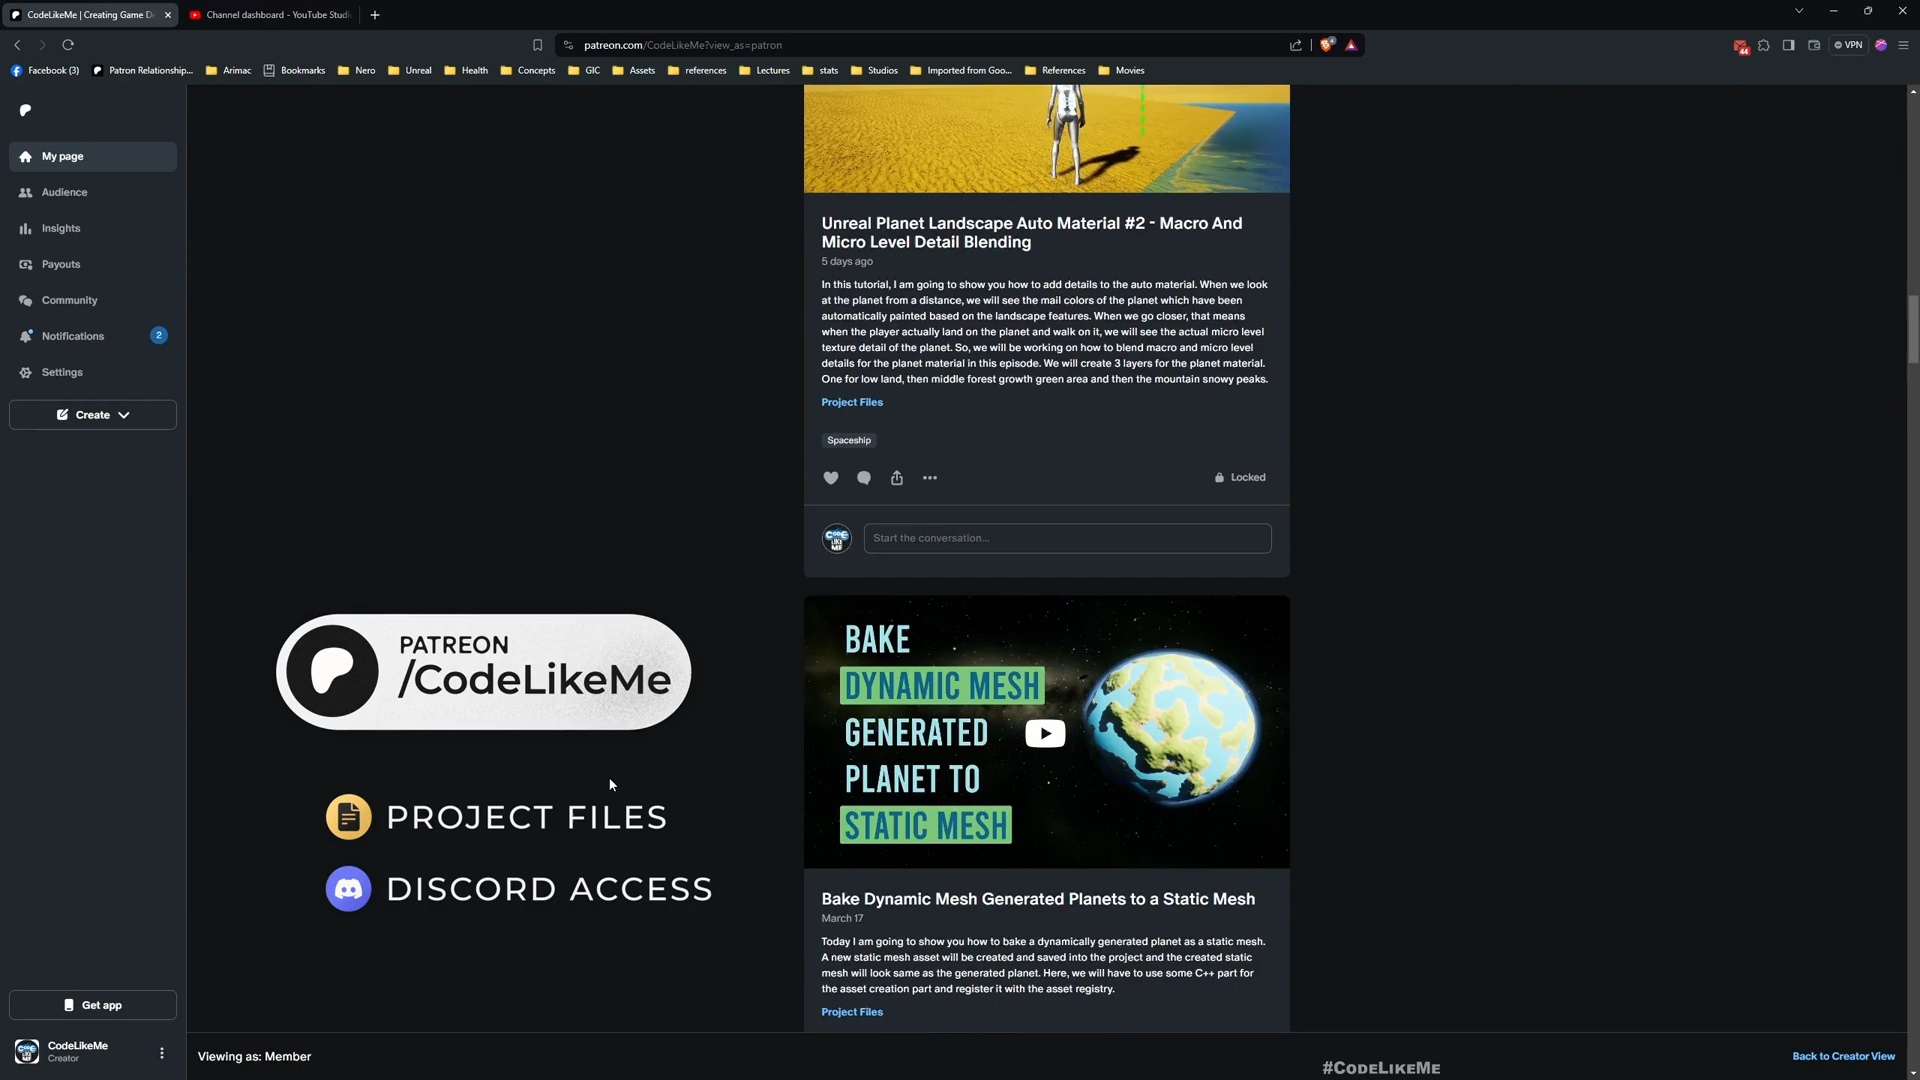 CodeLikeMe | Creating Game D
Channel dashboard - YouTube Studi
patreon.com/CodeLikeMe?view_as=patron
44
4
VPN
Facebook (3)
Patron Relationship...
Arimac
Bookmarks
Nero
Unreal
Health
Concepts
GIC
Assets
references
Lectures
stats
Studios
Imported from Goo...
References
Movies
My page
Audience
Insights
Payouts
Community
Notifications
2
Settings
Create
Unreal Planet Landscape Auto Material #2 - Macro And
Micro Level Detail Blending
5 days ago
In this tutorial, I am going to show you how to add details to the auto material. When we look
at the planet from a distance, we will see the mail colors of the planet which have been
automatically painted based on the landscape features. When we go closer, that means
when the player actually land on the planet and walk on it, we will see the actual micro level
texture detail of the planet. So, we will be working on how to blend macro and micro level
details for the planet material in this episode. We will create 3 layers for the planet material.
One for low land, then middle forest growth green area and then the mountain snowy peaks.
Project Files
Spaceship
Locked
CODE
LIKE
ME
Start the conversation...
PATREON
/CodeLikeMe
PROJECT FILES
DISCORD ACCESS
BAKE
DYNAMIC MESH
GENERATED
PLANET TO
STATIC MESH
Bake Dynamic Mesh Generated Planets to a Static Mesh
March 17
Today I am going to show you how to bake a dynamically generated planet as a static mesh.
A new static mesh asset will be created and saved into the project and the created static
mesh will look same as the generated planet. Here, we will have to use some C++ part for
the asset creation part and register it with the asset registry.
Project Files
Get app
CodeLikeMe
Creator
Viewing as: Member
Back to Creator View
#CODELIKEME